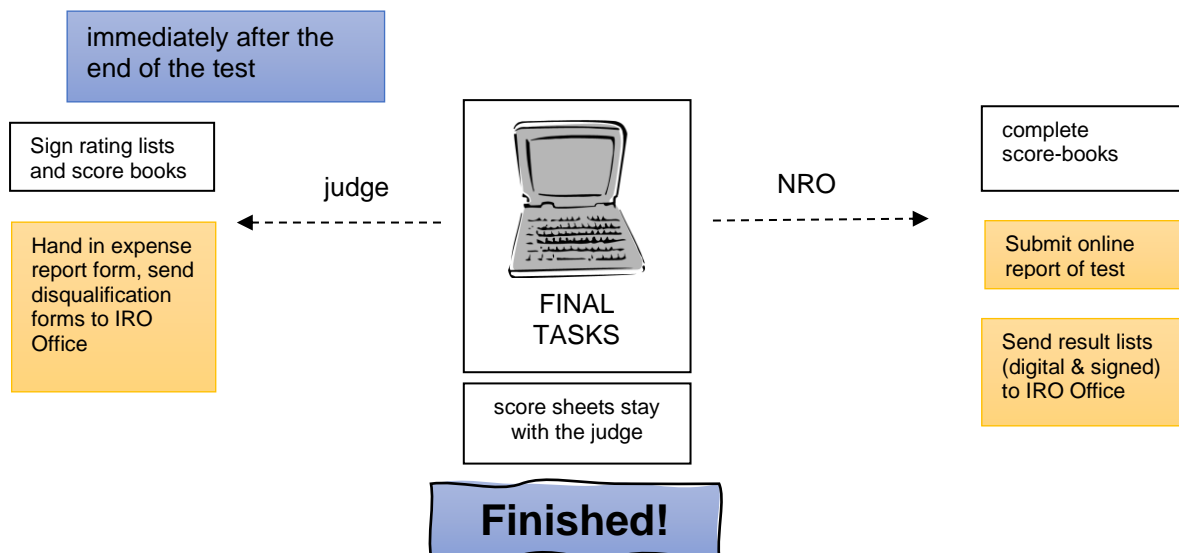 immediately after the
end of the test
Sign rating lists
and score books
judge
Hand in expense
report form, send
disqualification
forms to IRO
Office
FINAL
TASKS
score sheets stay
with the judge
NRO
complete
score-books
Submit online
report of test
Send result lists
(digital & signed)
to IRO Office
Finished!